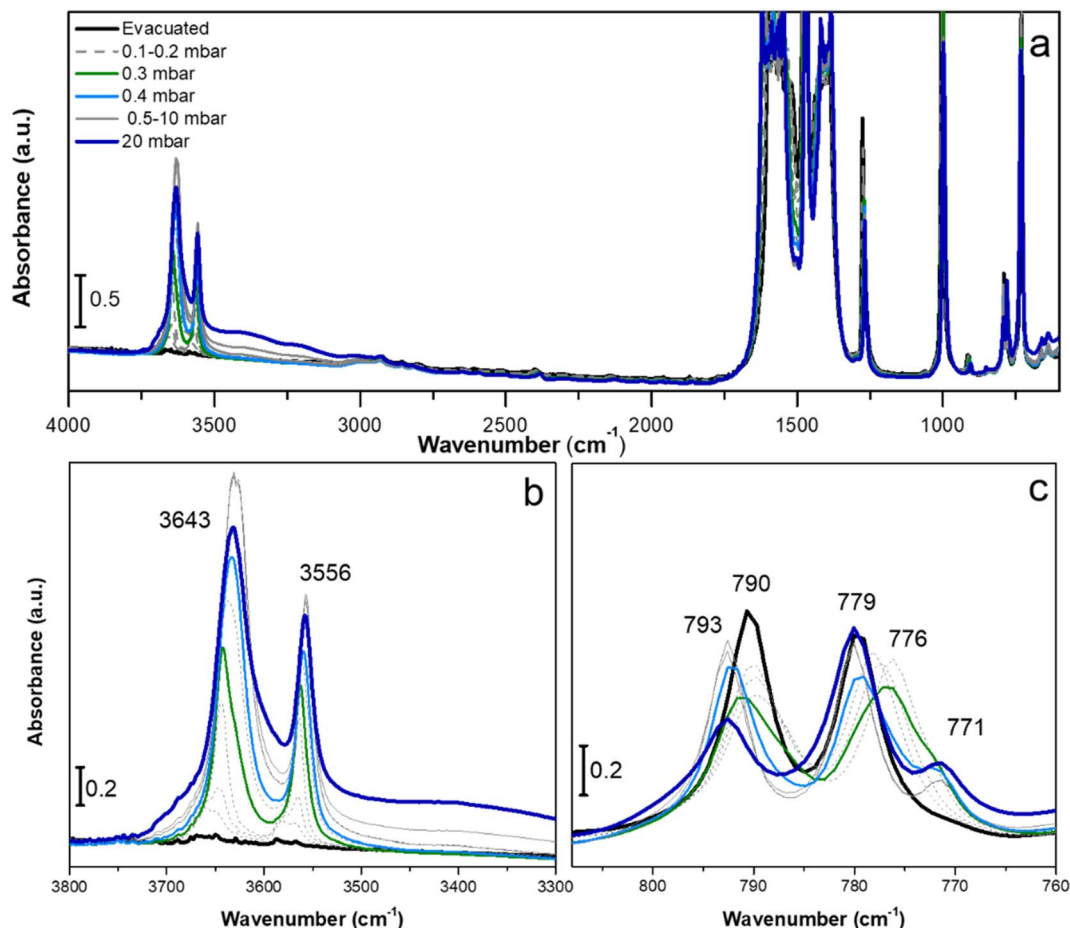 Evacuated
0.1-0.2 mbar
0.3 mbar
0.4 mbar
0.5-10 mbar
20 mbar
a
Absorbance (a.u.)
0.5
4000 3500 3000 2500 2000 1500 1000
Wavenumber (cm⁻¹)
b
3643
3556
Absorbance (a.u.)
0.2
3800 3700 3600 3500 3400 3300
Wavenumber (cm⁻¹)
c
793
790
779
776
771
0.2
800 790 780 770 760
Wavenumber (cm⁻¹)